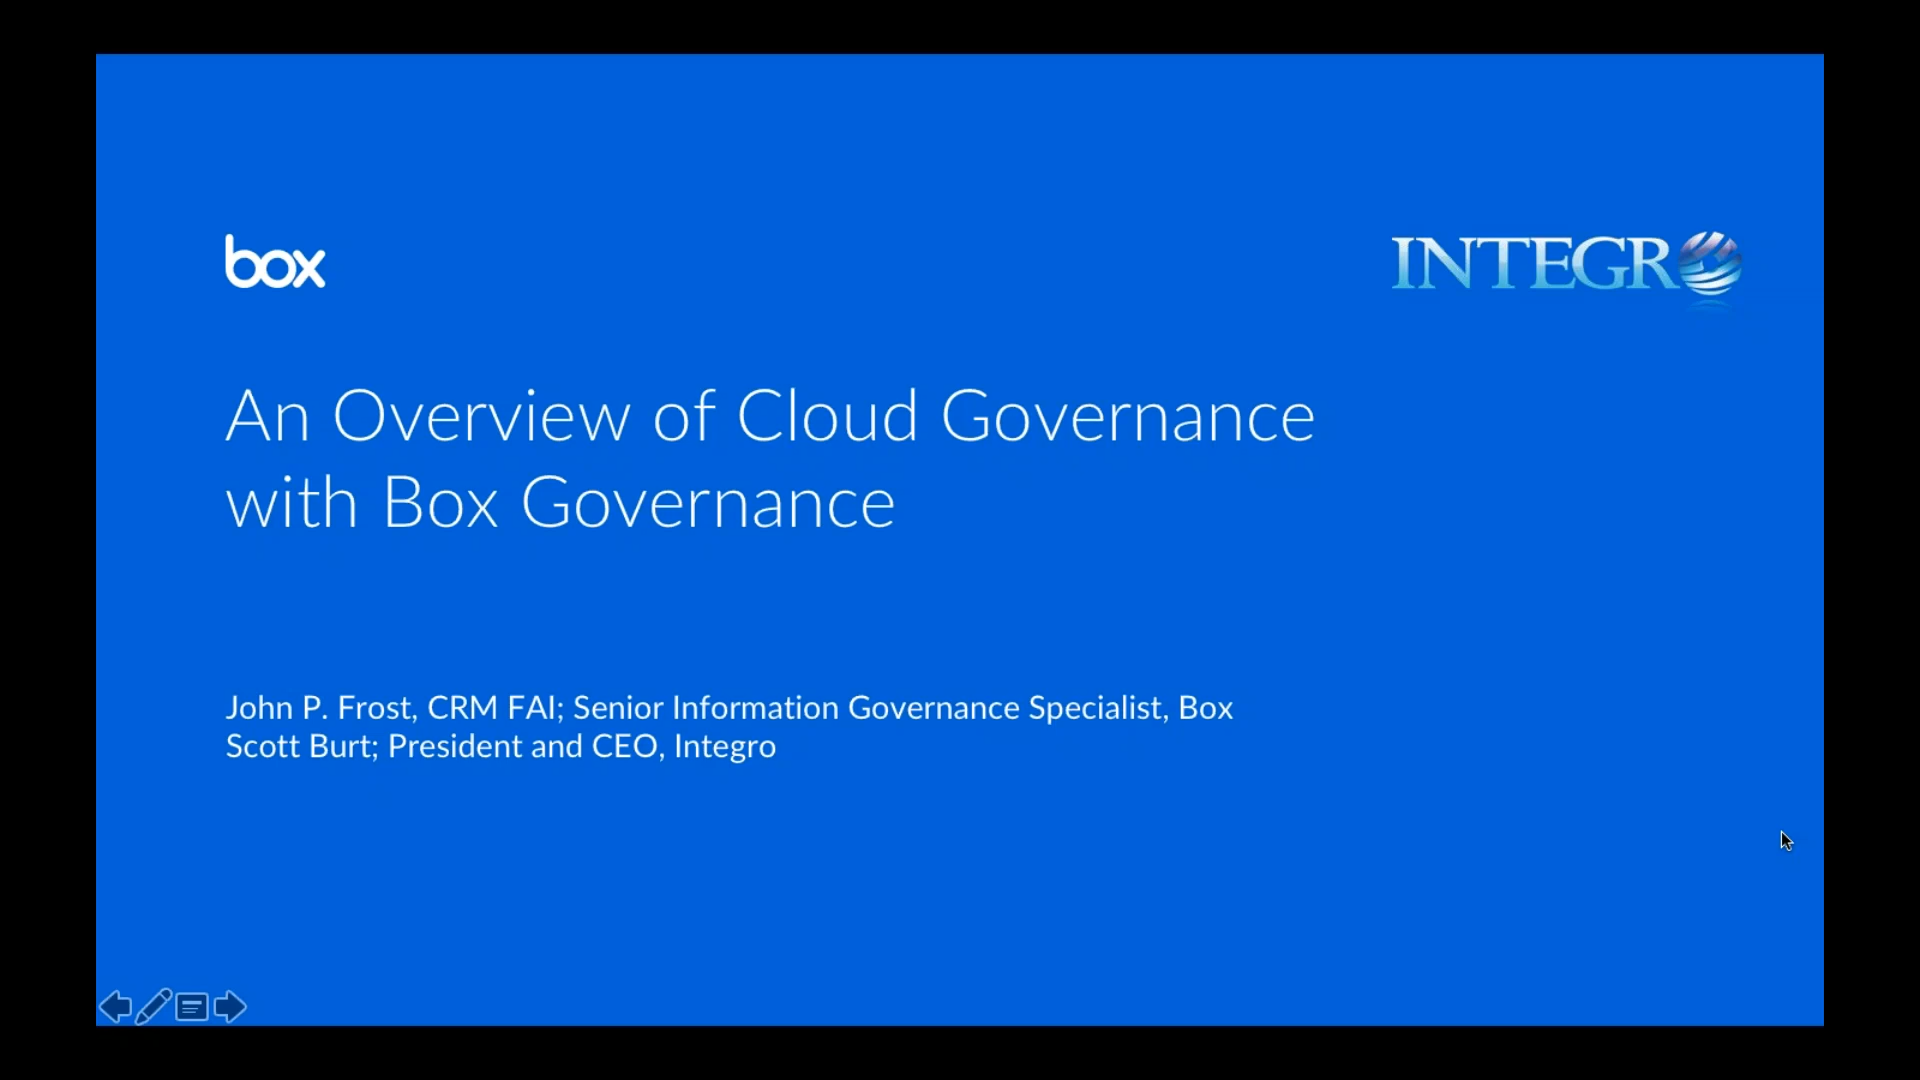 box
INTEGRO
An Overview of Cloud Governance
with Box Governance
John P. Frost, CRM FAI; Senior Information Governance Specialist, Box
Scott Burt; President and CEO, Integro